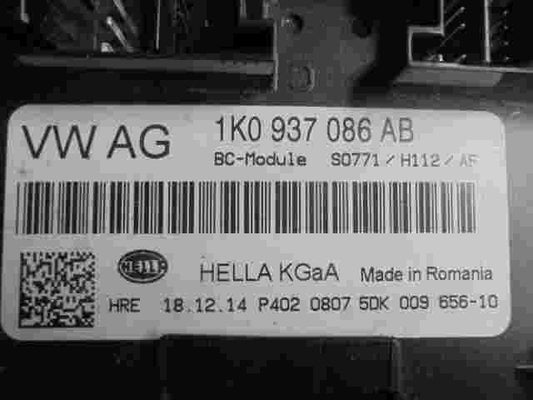 VW AG 1K0 937 086 AB
BC-Module S0771 / H112 /
HELLA HELLA KGaA Made in Romania
HRE 18.12.14 P402 0807 5DK 009 656-10